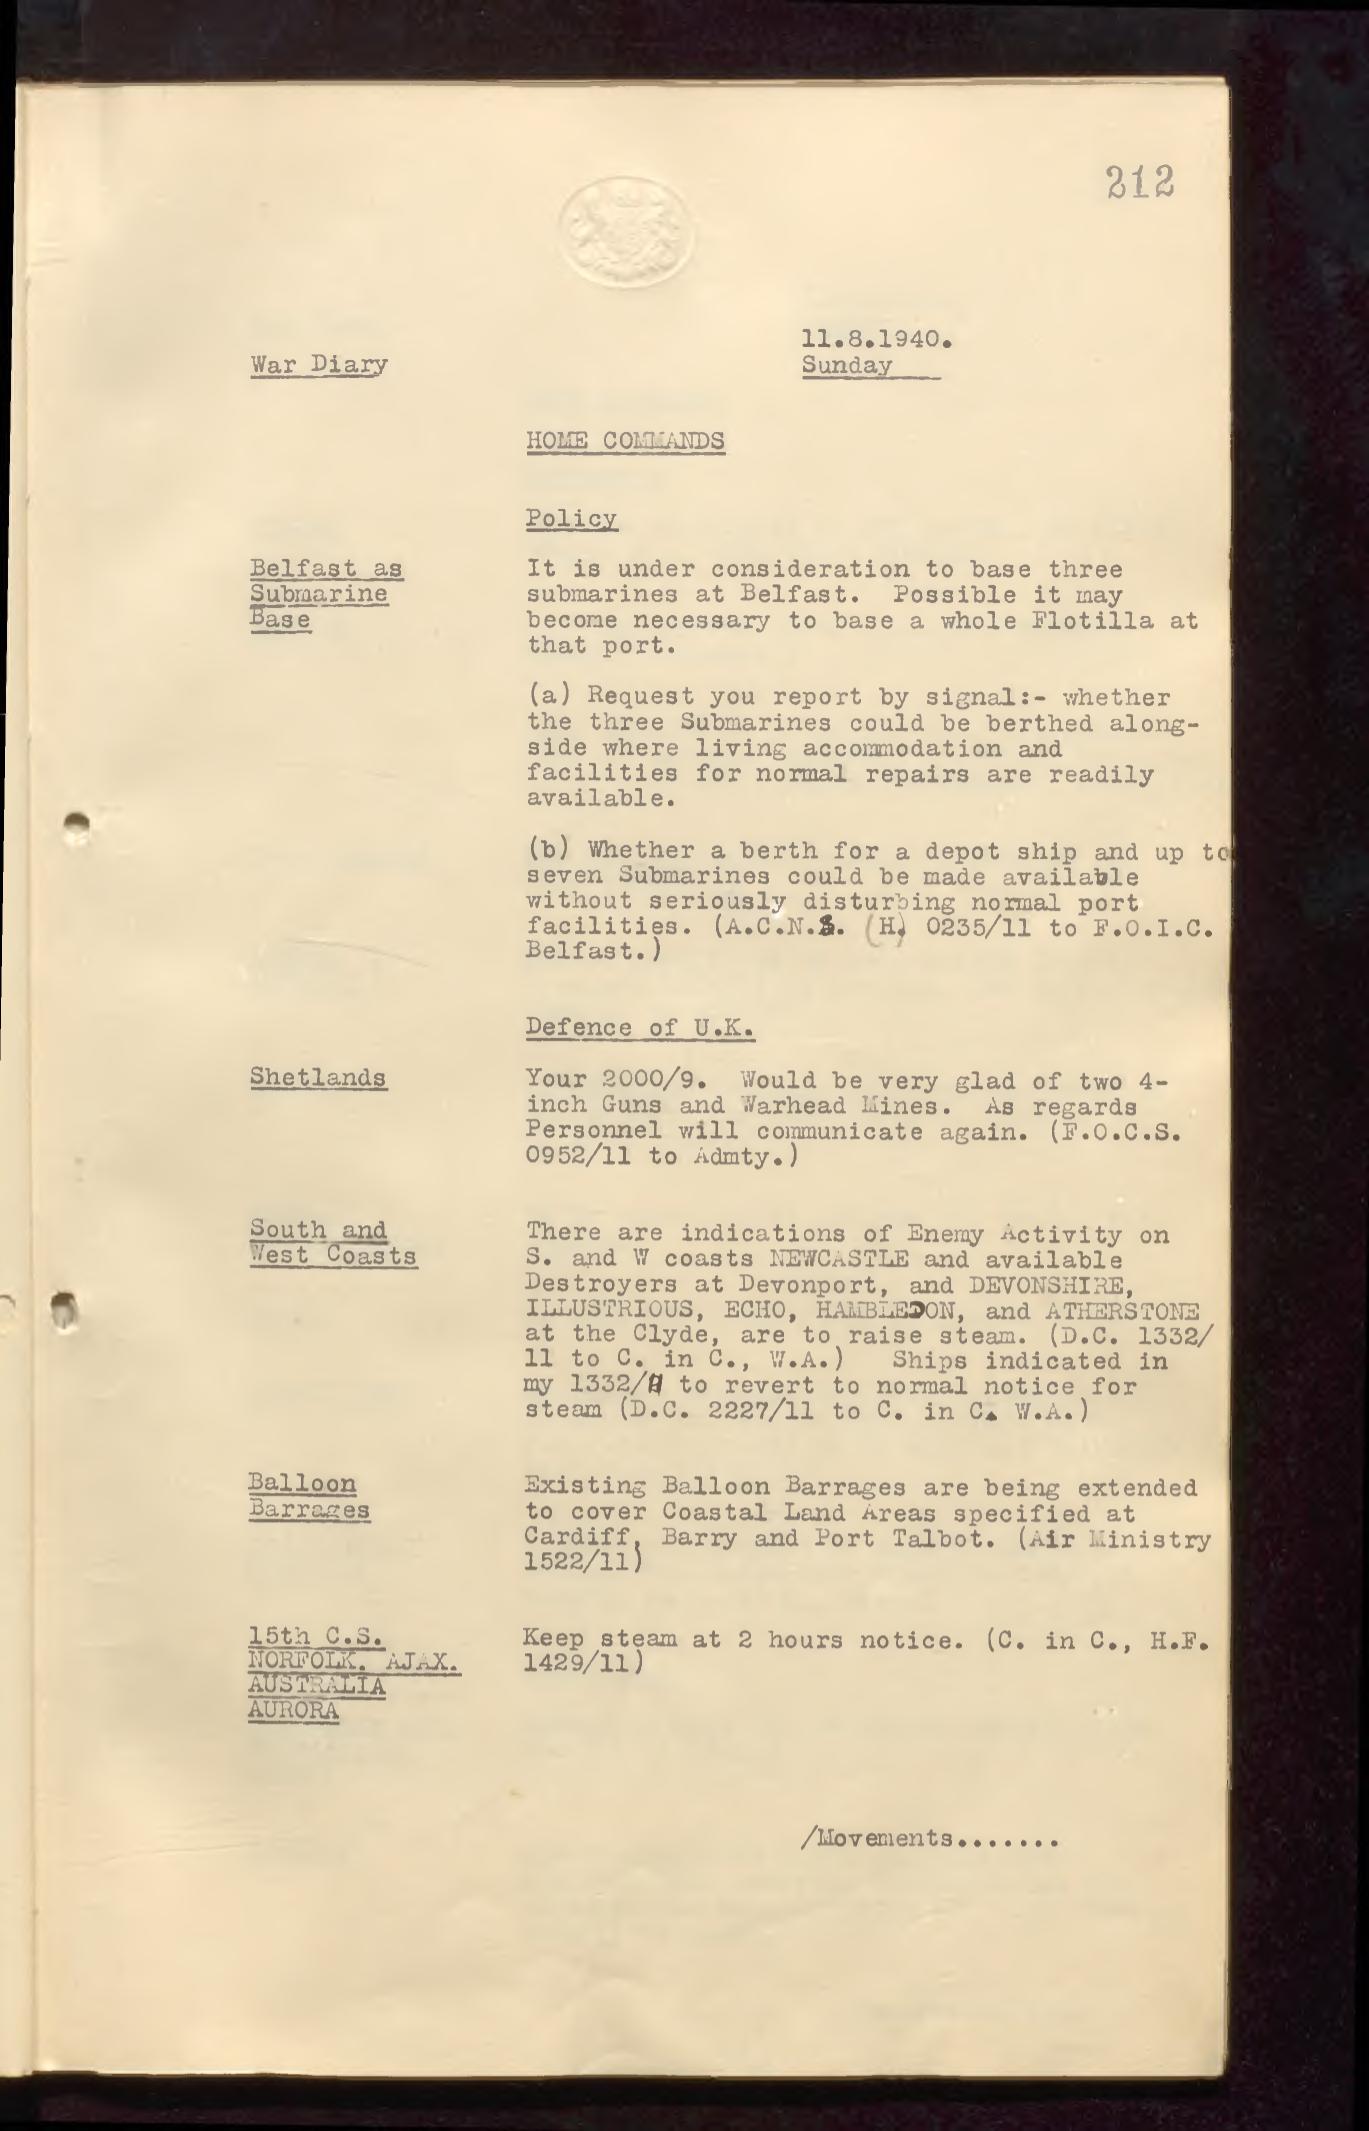 212
11.8.1940.
War Diary
Sunday
HOME COMMANDS
Policy
Belfast as
Submarine
Base
It is under consideration to base three
submarines at Belfast. Possible it may
become necessary to base a whole Flotilla at
that port.
(a) Request you report by signal:- whether
the three Submarines could be berthed along-
side where living accommodation and
facilities for normal repairs are readily
available.
(b) Whether a berth for a depot ship and up to
seven Submarines could be made available
without seriously disturbing normal port
facilities. (A.C.N.S. (H) 0235/11 to F.O.I.C.
Belfast.)
Defence of U.K.
Shetlands
Your 2000/9. Would be very glad of two 4-
inch Guns and Warhead Mines. As regards
Personnel will communicate again. (F.O.C.S.
0952/11 to Admty.)
South and
West Coasts
There are indications of Enemy Activity on
S. and W coasts NEWCASTLE and available
Destroyers at Devonport, and DEVONSHIRE,
ILLUSTRIOUS, ECHO, HAMBLEDON, and ATHERSTONE
at the Clyde, are to raise steam. (D.C. 1332/
11 to C. in C., W.A.) Ships indicated in
my 1332/11 to revert to normal notice for
steam (D.C. 2227/11 to C. in C. W.A.)
Balloon
Barrages
Existing Balloon Barrages are being extended
to cover Coastal Land Areas specified at
Cardiff, Barry and Port Talbot. (Air Ministry
1522/11)
15th C.S.
NORFOLK. AJAX.
AUSTRALIA
AURORA
Keep steam at 2 hours notice. (C. in C., H.F.
1429/11)
/Movements.......